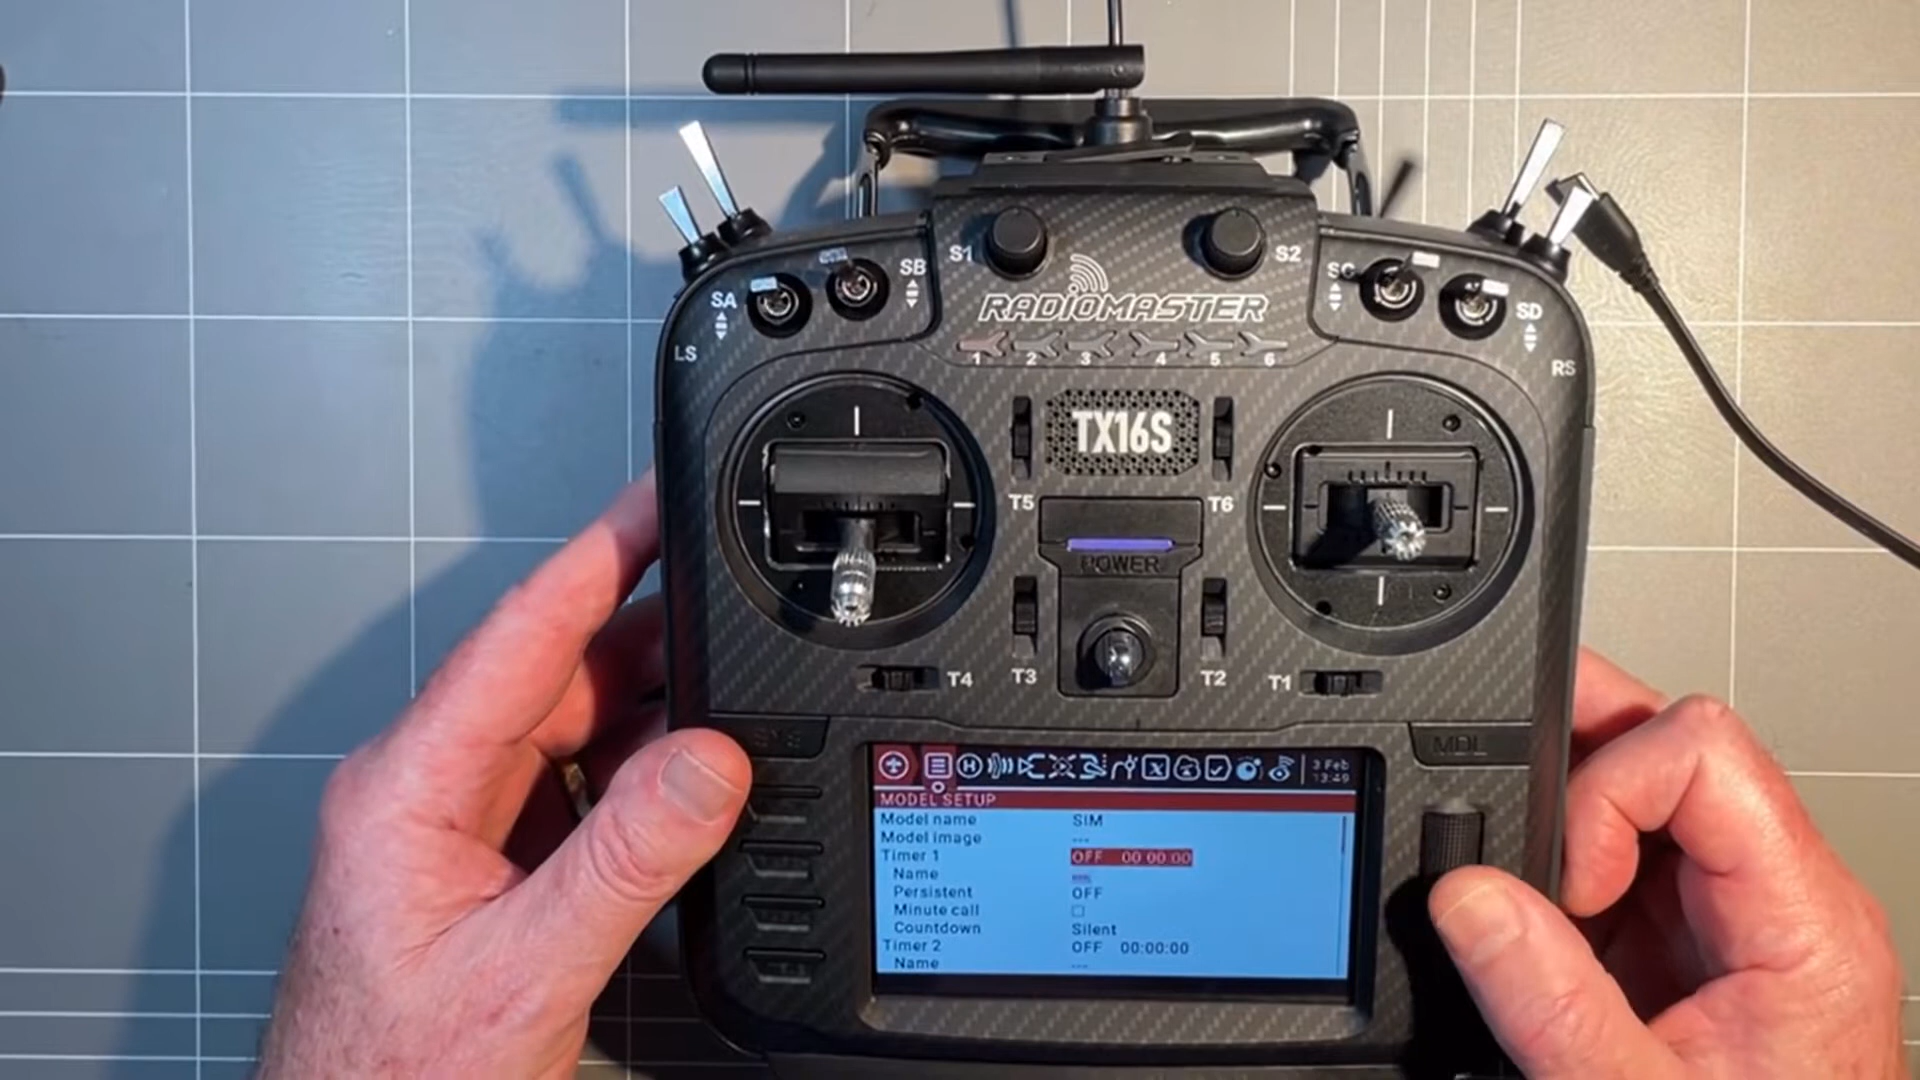 S1
S2
SA
SB
SC
SD
LS
RS
RADIOMASTER
1 2 3 4 5 6
TX16S
T5
T6
POWER
T4
T3
T2
T1
SYS
MDL
3 Feb
13:49
MODEL SETUP
Model name SIM
Model image ---
Timer 1 OFF 00:00:00
Name ---
Persistent OFF
Minute call
Countdown Silent
Timer 2 OFF 00:00:00
Name ---